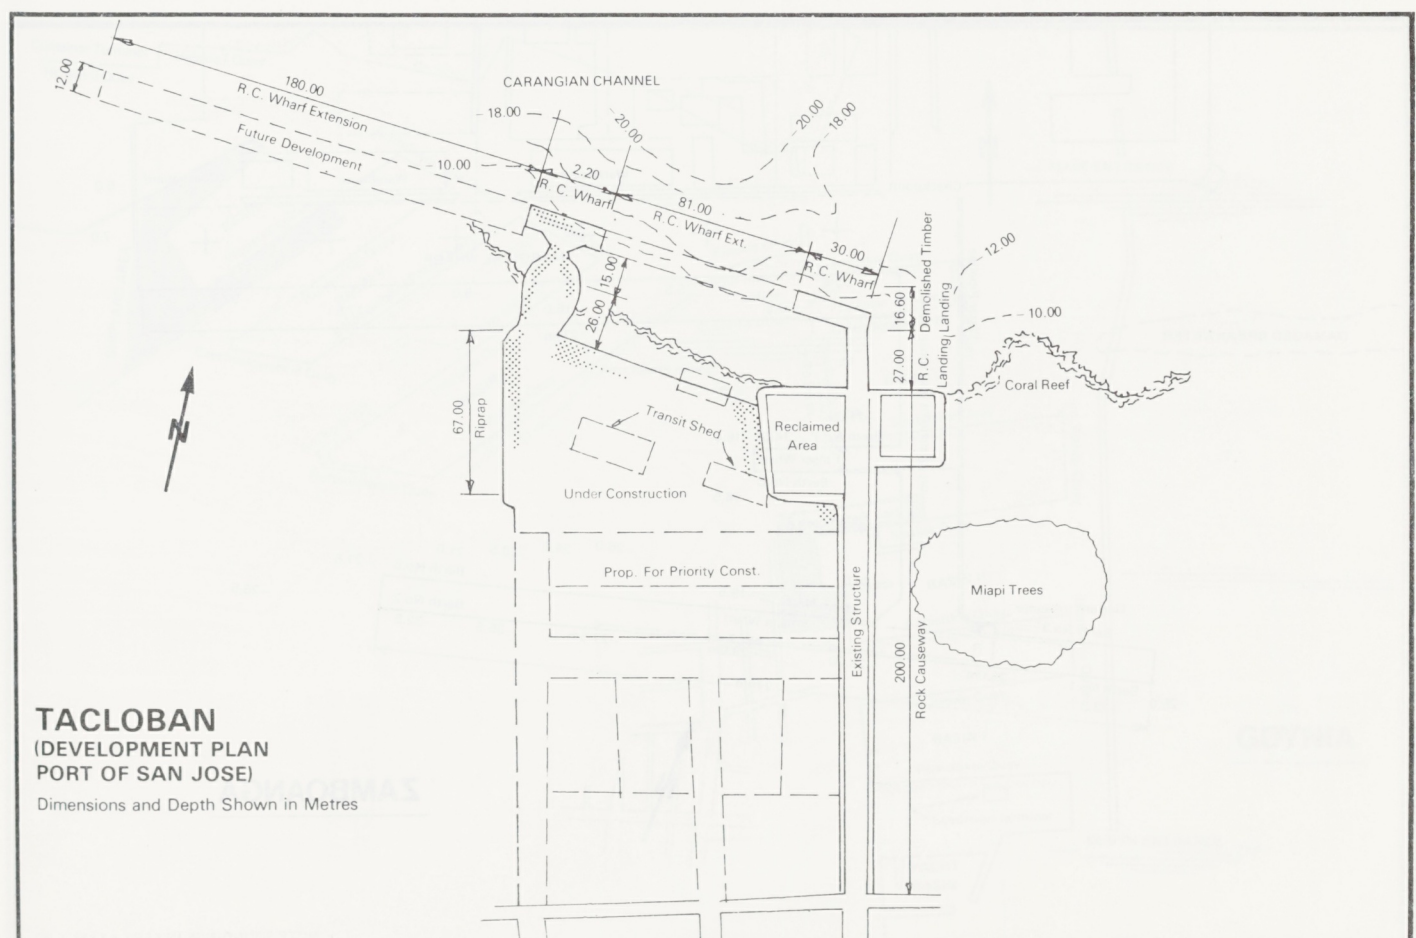 CARANGIAN CHANNEL
12.00
180.00
R.C. Wharf Extension
Future Development
18.00
20.00
20.00
18.00
10.00
2.20
R. C. Wharf
81.00
R.C. Wharf Ext.
30.00
R.C. Wharf
15.00
26.00
16.60
Demolished Timber
Landing
12.00
10.00
27.00
R.C.
Landing
Coral Reef
67.00
Riprap
N
Transit Shed
Reclaimed
Area
Under Construction
Prop. For Priority Const.
Existing Structure
Miapi Trees
200.00
Rock Causeway
TACLOBAN
(DEVELOPMENT PLAN
PORT OF SAN JOSE)
Dimensions and Depth Shown in Metres